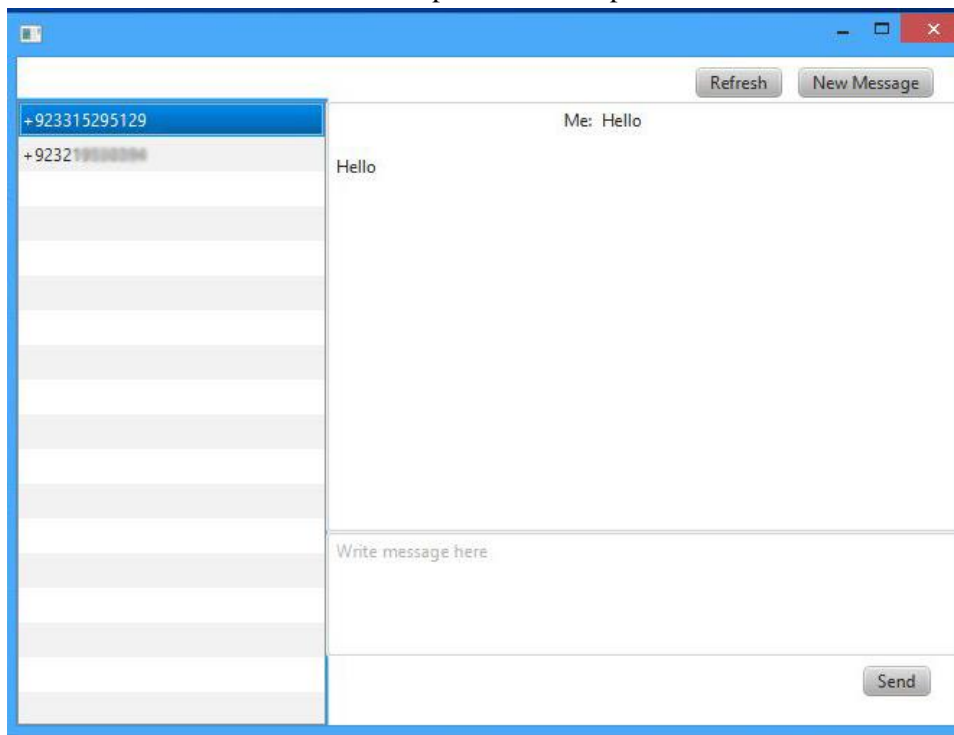 Refresh New Message
+923315295129
Me: Hello
+9232
Hello
Write message here
Send